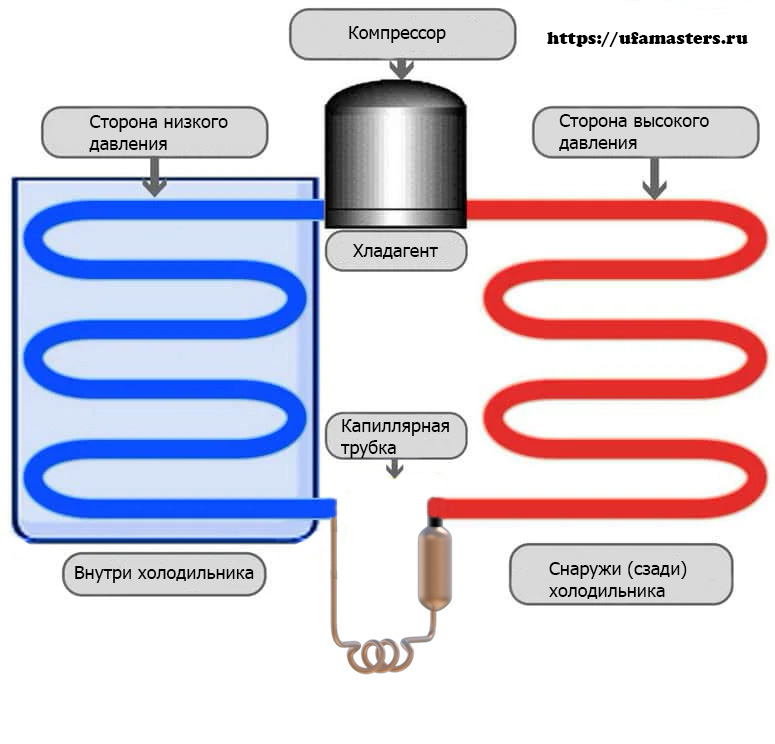 Компрессор
https://ufamasters.ru
Сторона низкого
давления
Сторона высокого
давления
Хладагент
Капиллярная
трубка
Внутри холодильника
Снаружи (сзади)
холодильника